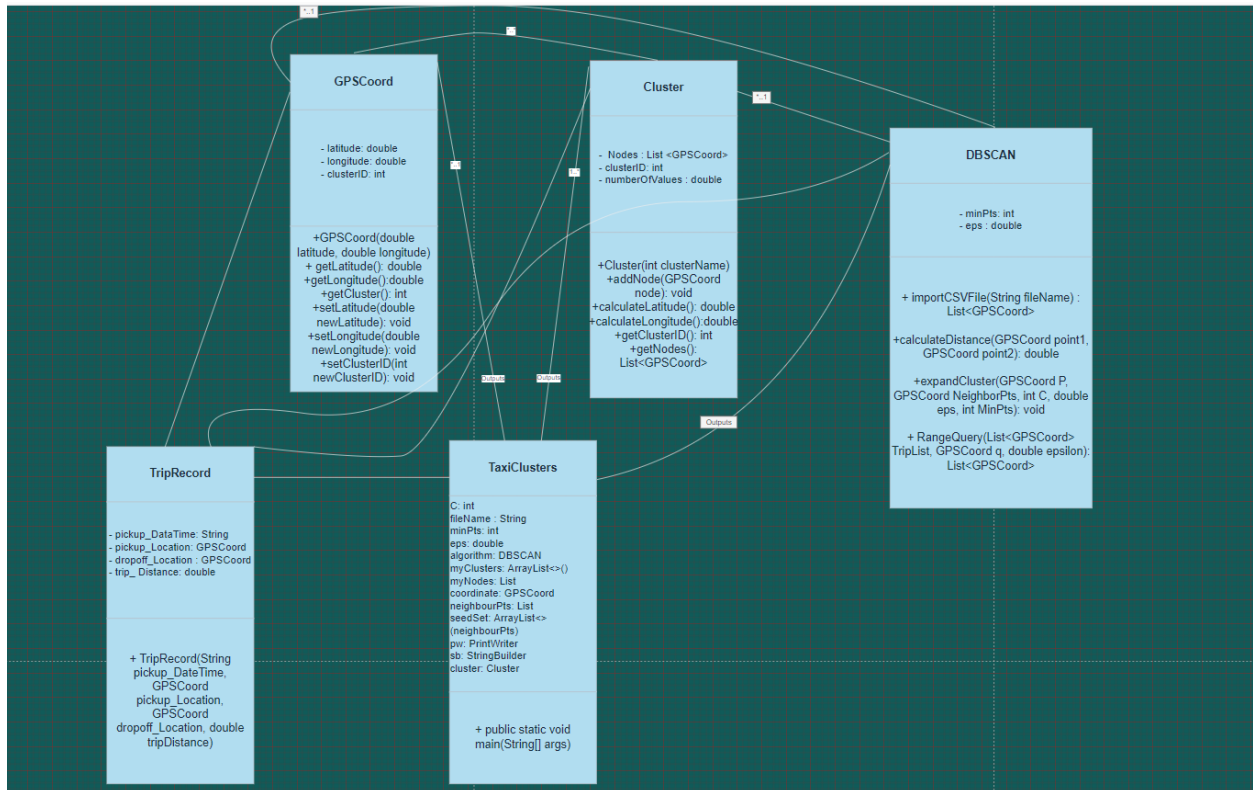 *..1
*..1
GPSCoord
- latitude: double
- longitude: double
- clusterID: int
+GPSCoord(double
latitude, double longitude)
+ getLatitude(): double
+getLongitude():double
+getCluster(): int
+setLatitude(double
newLatitude): void
+setLongitude(double
newLongitude): void
+setClusterID(int
newClusterID): void
Cluster
- Nodes : List <GPSCoord>
- clusterID: int
- numberOfValues : double
+Cluster(int clusterName)
+addNode(GPSCoord
node): void
+calculateLatitude(): double
+calculateLongitude():double
+getClusterID(): int
+getNodes():
List<GPSCoord>
*..1
DBSCAN
- minPts: int
- eps : double
+ importCSVFile(String fileName) :
List<GPSCoord>
+calculateDistance(GPSCoord point1,
GPSCoord point2): double
+expandCluster(GPSCoord P,
GPSCoord NeighborPts, int C, double
eps, int MinPts): void
+ RangeQuery(List<GPSCoord>
TripList, GPSCoord q, double epsilon):
List<GPSCoord>
*..1
Outputs
Outputs
Outputs
TripRecord
- pickup_DataTime: String
- pickup_Location: GPSCoord
- dropoff_Location : GPSCoord
- trip_ Distance: double
+ TripRecord(String
pickup_DateTime,
GPSCoord
pickup_Location,
GPSCoord
dropoff_Location, double
tripDistance)
TaxiClusters
C: int
fileName : String
minPts: int
eps: double
algorithm: DBSCAN
myClusters: ArrayList<>()
myNodes: List
coordinate: GPSCoord
neighbourPts: List
seedSet: ArrayList<>
(neighbourPts)
pw: PrintWriter
sb: StringBuilder
cluster: Cluster
+ public static void
main(String[] args)